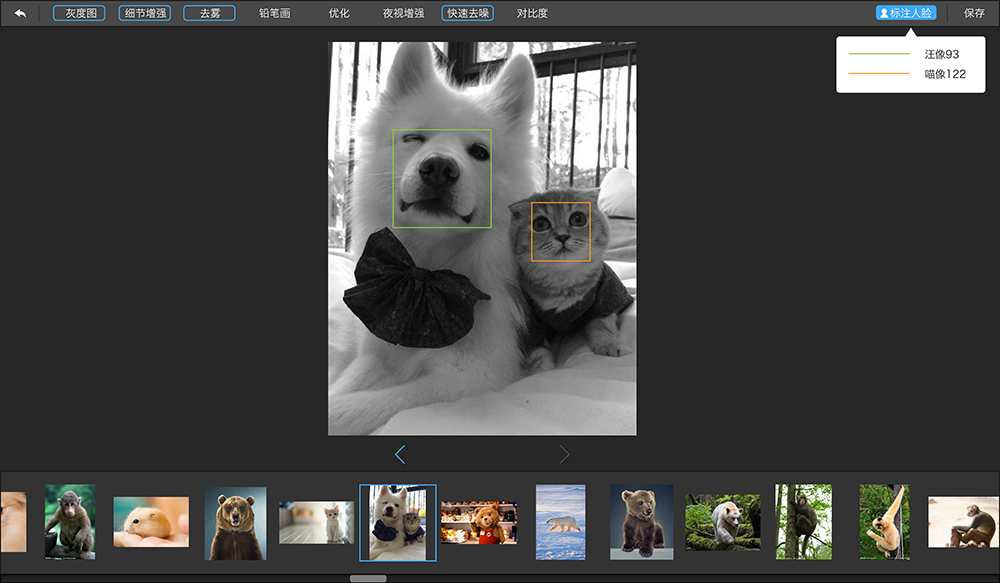 灰度图
细节增强
去雾
铅笔画
优化
夜视增强
快速去噪
对比度
标注人脸
保存
汪像93
喵像122